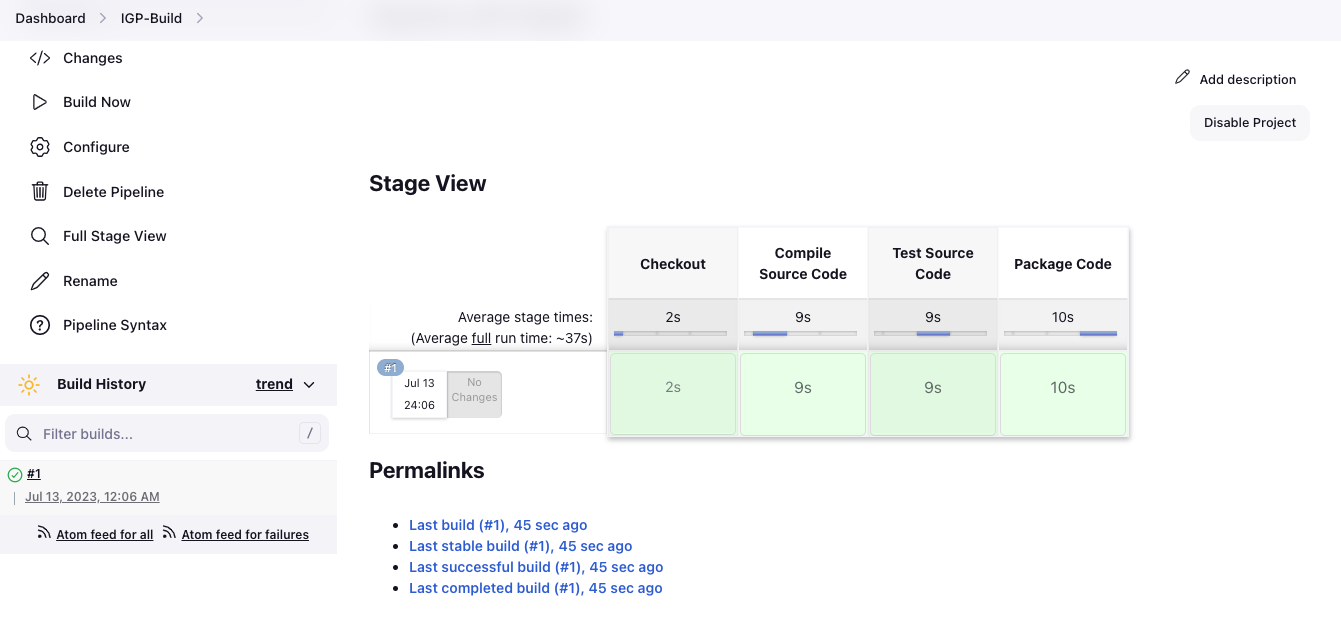 Dashboard
IGP-Build
Changes
Build Now
Configure
Delete Pipeline
Full Stage View
Rename
Pipeline Syntax
Build History
trend
Filter builds...
/
#1
Jul 13, 2023, 12:06 AM
Atom feed for all
Atom feed for failures
Add description
Disable Project
Stage View
Checkout
Compile
Source Code
Test Source
Code
Package Code
Average stage times:
(Average full run time: ~37s)
2s
9s
9s
10s
#1
Jul 13
24:06
No
Changes
2s
9s
9s
10s
Permalinks
Last build (#1), 45 sec ago
Last stable build (#1), 45 sec ago
Last successful build (#1), 45 sec ago
Last completed build (#1), 45 sec ago